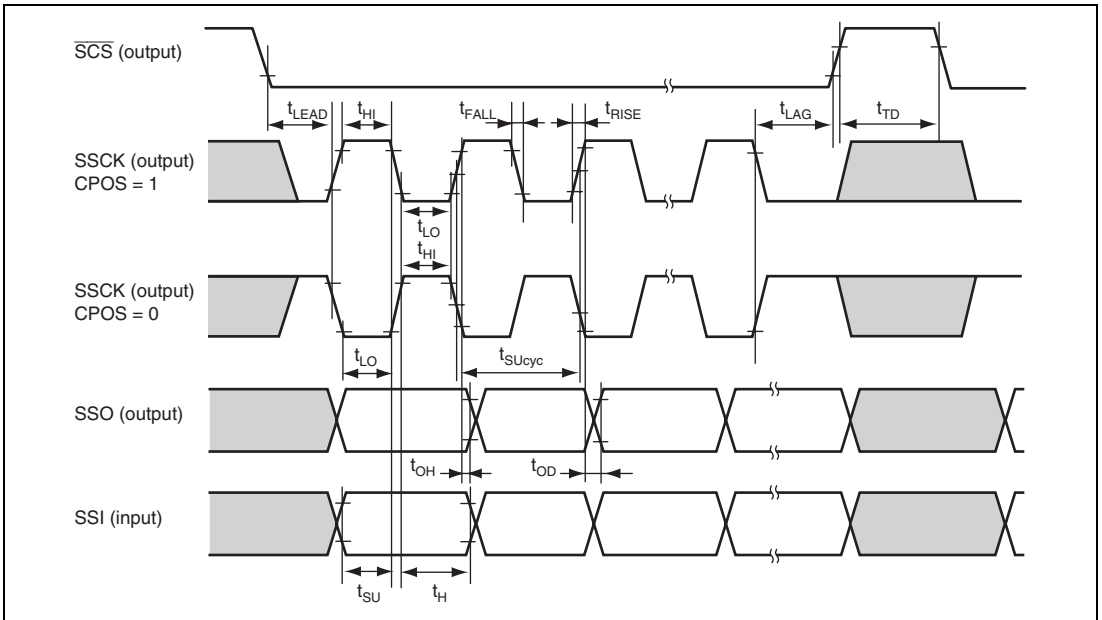 SCS (output)
tLEAD tHI tFALL tRISE tLAG tTD
SSCK (output)
CPOS = 1
tLO
tHI
SSCK (output)
CPOS = 0
tLO tSUcyc
SSO (output)
tOH tOD
SSI (input)
tSU tH